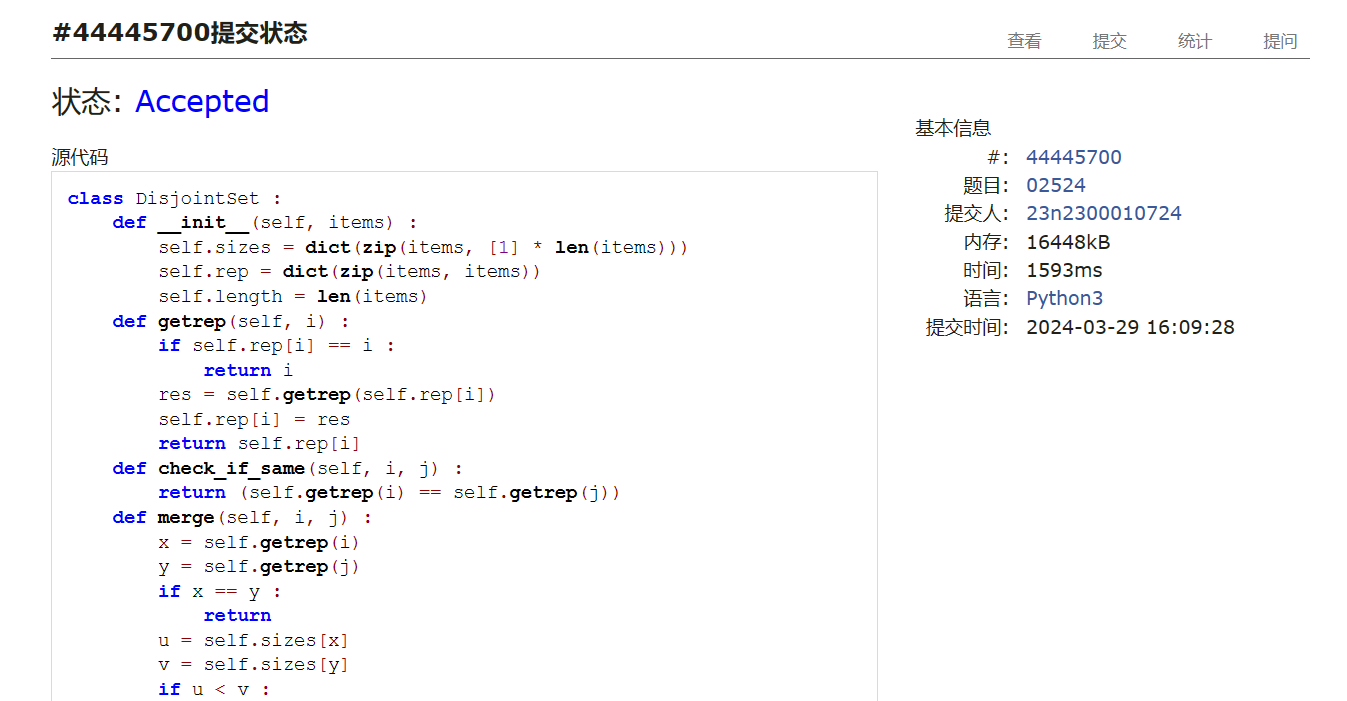 #44445700提交状态
查看 提交 统计 提问
状态: Accepted
源代码
class DisjointSet :
    def __init__(self, items) :
        self.sizes = dict(zip(items, [1] * len(items)))
        self.rep = dict(zip(items, items))
        self.length = len(items)
    def getrep(self, i) :
        if self.rep[i] == i :
            return i
        res = self.getrep(self.rep[i])
        self.rep[i] = res
        return self.rep[i]
    def check_if_same(self, i, j) :
        return (self.getrep(i) == self.getrep(j))
    def merge(self, i, j) :
        x = self.getrep(i)
        y = self.getrep(j)
        if x == y :
            return
        u = self.sizes[x]
        v = self.sizes[y]
        if u < v :
基本信息
#: 44445700
题目: 02524
提交人: 23n2300010724
内存: 16448kB
时间: 1593ms
语言: Python3
提交时间: 2024-03-29 16:09:28